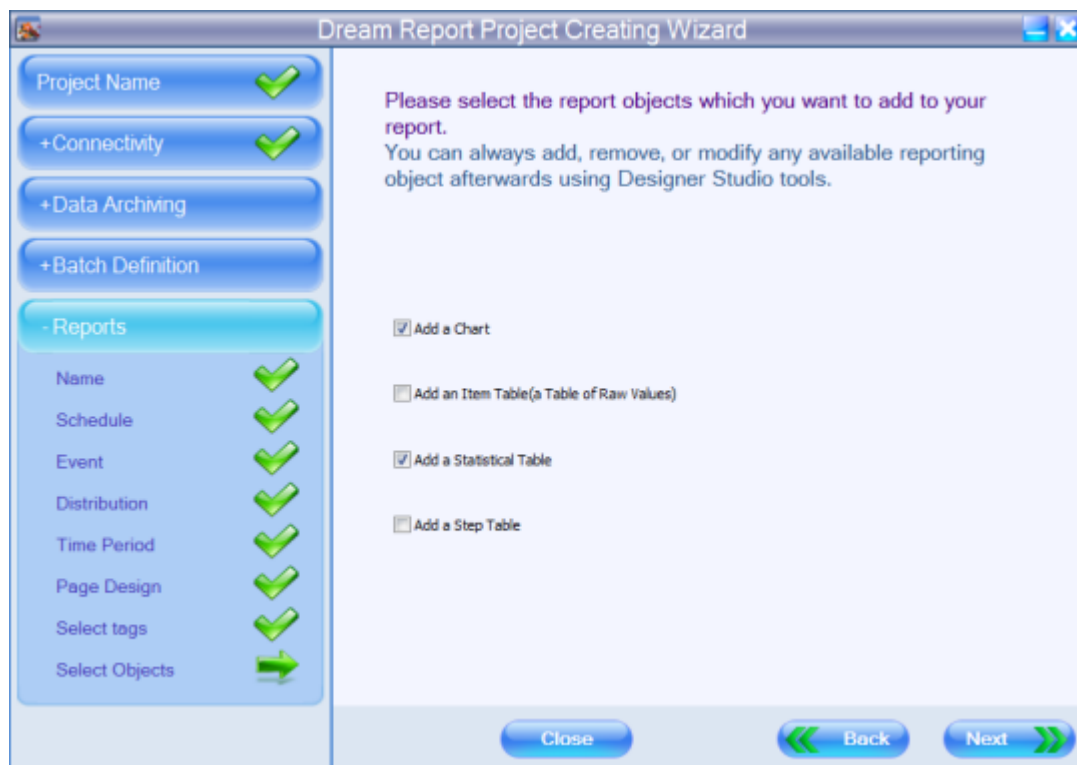 Dream Report Project Creating Wizard
Project Name
+Connectivity
+Data Archiving
+Batch Definition
- Reports
Name
Schedule
Event
Distribution
Time Period
Page Design
Select tags
Select Objects
Please select the report objects which you want to add to your
report.
You can always add, remove, or modify any available reporting
object afterwards using Designer Studio tools.
Add a Chart
Add an Item Table(a Table of Raw Values)
Add a Statistical Table
Add a Step Table
Close
Back
Next